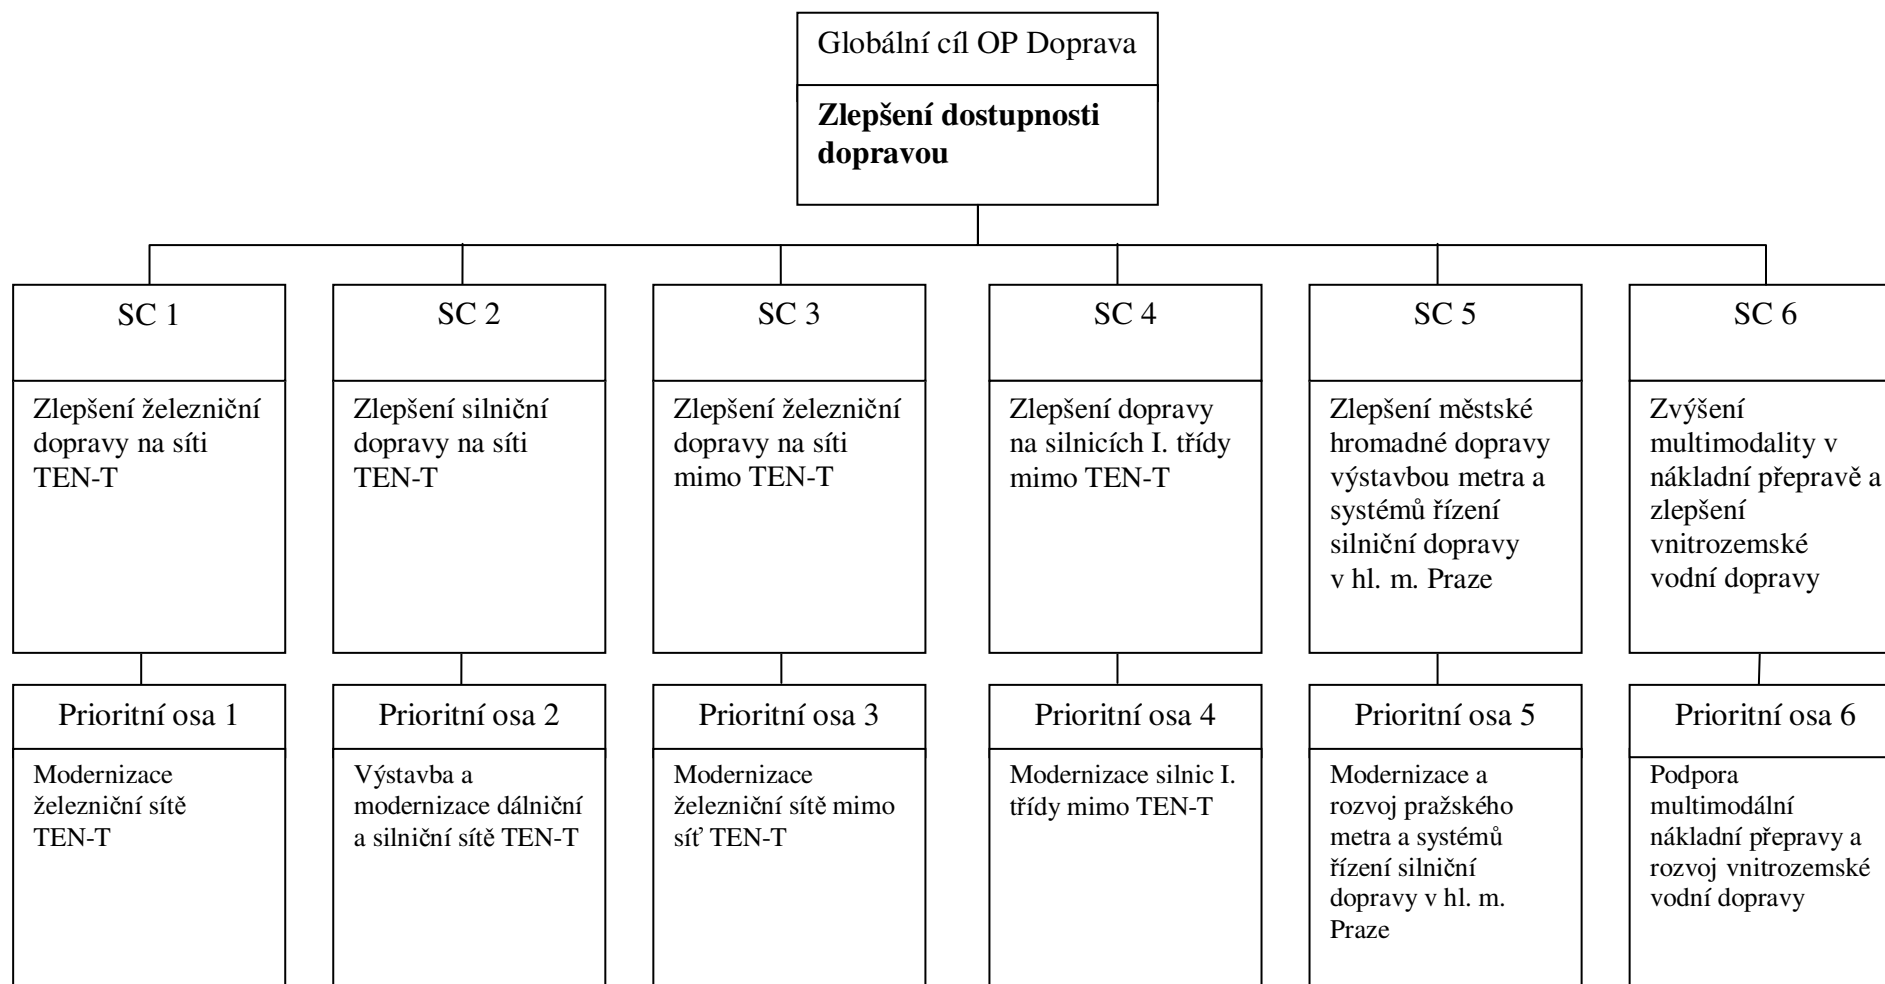 Globální cíl OP Doprava
Zlepšení dostupnosti
dopravou
SC 1
Zlepšení železniční
dopravy na síti
TEN-T
SC 2
Zlepšení silniční
dopravy na síti
TEN-T
SC 3
Zlepšení železniční
dopravy na síti
mimo TEN-T
SC 4
Zlepšení dopravy
na silnicích I. třídy
mimo TEN-T
SC 5
Zlepšení městské
hromadné dopravy
výstavbou metra a
systémů řízení
silniční dopravy
v hl. m. Praze
SC 6
Zvýšení
multimodality v
nákladní přepravě a
zlepšení
vnitrozemské
vodní dopravy
Prioritní osa 1
Modernizace
železniční sítě
TEN-T
Prioritní osa 2
Výstavba a
modernizace dálniční
a silniční sítě TEN-T
Prioritní osa 3
Modernizace
železniční sítě mimo
síť TEN-T
Prioritní osa 4
Modernizace silnic I.
třídy mimo TEN-T
Prioritní osa 5
Modernizace a
rozvoj pražského
metra a systémů
řízení silniční
dopravy v hl. m.
Praze
Prioritní osa 6
Podpora
multimodální
nákladní přepravy a
rozvoj vnitrozemské
vodní dopravy